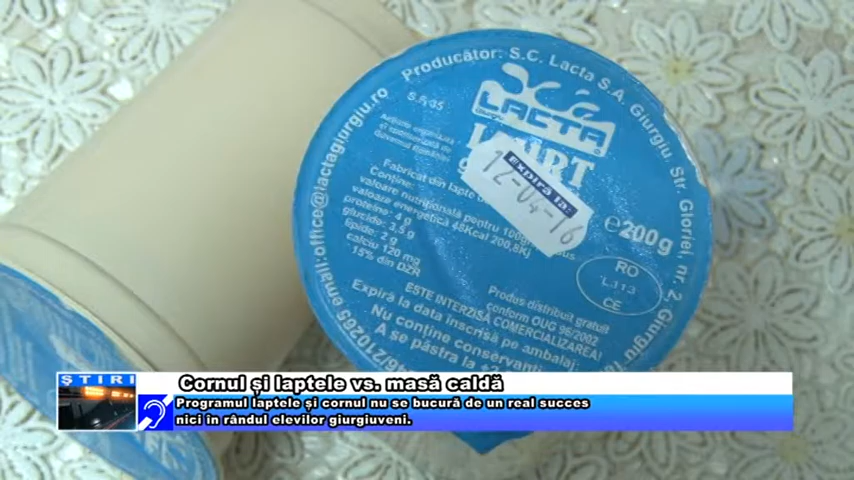 Producător: S.C. Lacta S.A. Giurgiu, Str. Gloriei, nr. 2 Giurgiu
email:office@lactagiurgiu.ro
LACTA
Expiră la:
12-04-16
℮200g
RO
L113
CE
Fabricat din lapte
Conține:
valoare nutrițională pentru 100g
valoare energetică 48Kcal 200,8Kj
proteine: 4 g
glucide: 3,5 g
lipide: 2 g
calciu 120 mg
15% din DZR
Produs distribuit gratuit
conform OUG 96/2002
ESTE INTERZISĂ COMERCIALIZAREA!
Expiră la data înscrisă pe ambalaj.
Nu conține conservanți
A se păstra la
ȘTIRI
Cornul și laptele vs. masă caldă
Programul laptele și cornul nu se bucură de un real succes
nici în rândul elevilor giurgiuveni.